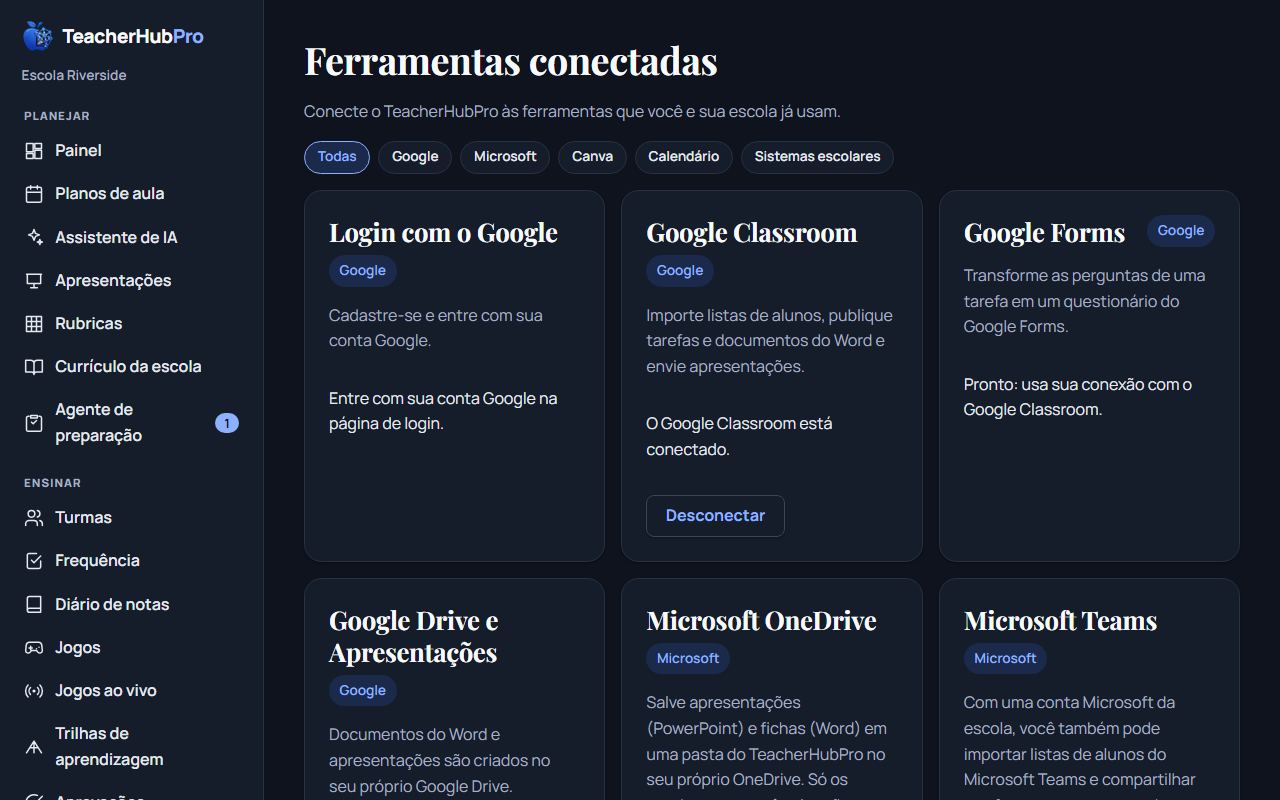 TeacherHubPro
Escola Riverside
PLANEJAR
Painel
Planos de aula
Assistente de IA
Apresentações
Rubricas
Currículo da escola
Agente de
preparação
1
ENSINAR
Turmas
Frequência
Diário de notas
Jogos
Jogos ao vivo
Trilhas de
aprendizagem
Ferramentas conectadas
Conecte o TeacherHubPro às ferramentas que você e sua escola já usam.
Todas
Google
Microsoft
Canva
Calendário
Sistemas escolares
Login com o Google
Google
Cadastre-se e entre com sua
conta Google.
Entre com sua conta Google na
página de login.
Google Classroom
Google
Importe listas de alunos, publique
tarefas e documentos do Word e
envie apresentações.
O Google Classroom está
conectado.
Desconectar
Google Forms
Google
Transforme as perguntas de uma
tarefa em um questionário do
Google Forms.
Pronto: usa sua conexão com o
Google Classroom.
Google Drive e
Apresentações
Google
Documentos do Word e
apresentações são criados no
seu próprio Google Drive.
Microsoft OneDrive
Microsoft
Salve apresentações
(PowerPoint) e fichas (Word) em
uma pasta do TeacherHubPro no
seu próprio OneDrive. Só os
Microsoft Teams
Microsoft
Com uma conta Microsoft da
escola, você também pode
importar listas de alunos do
Microsoft Teams e compartilhar